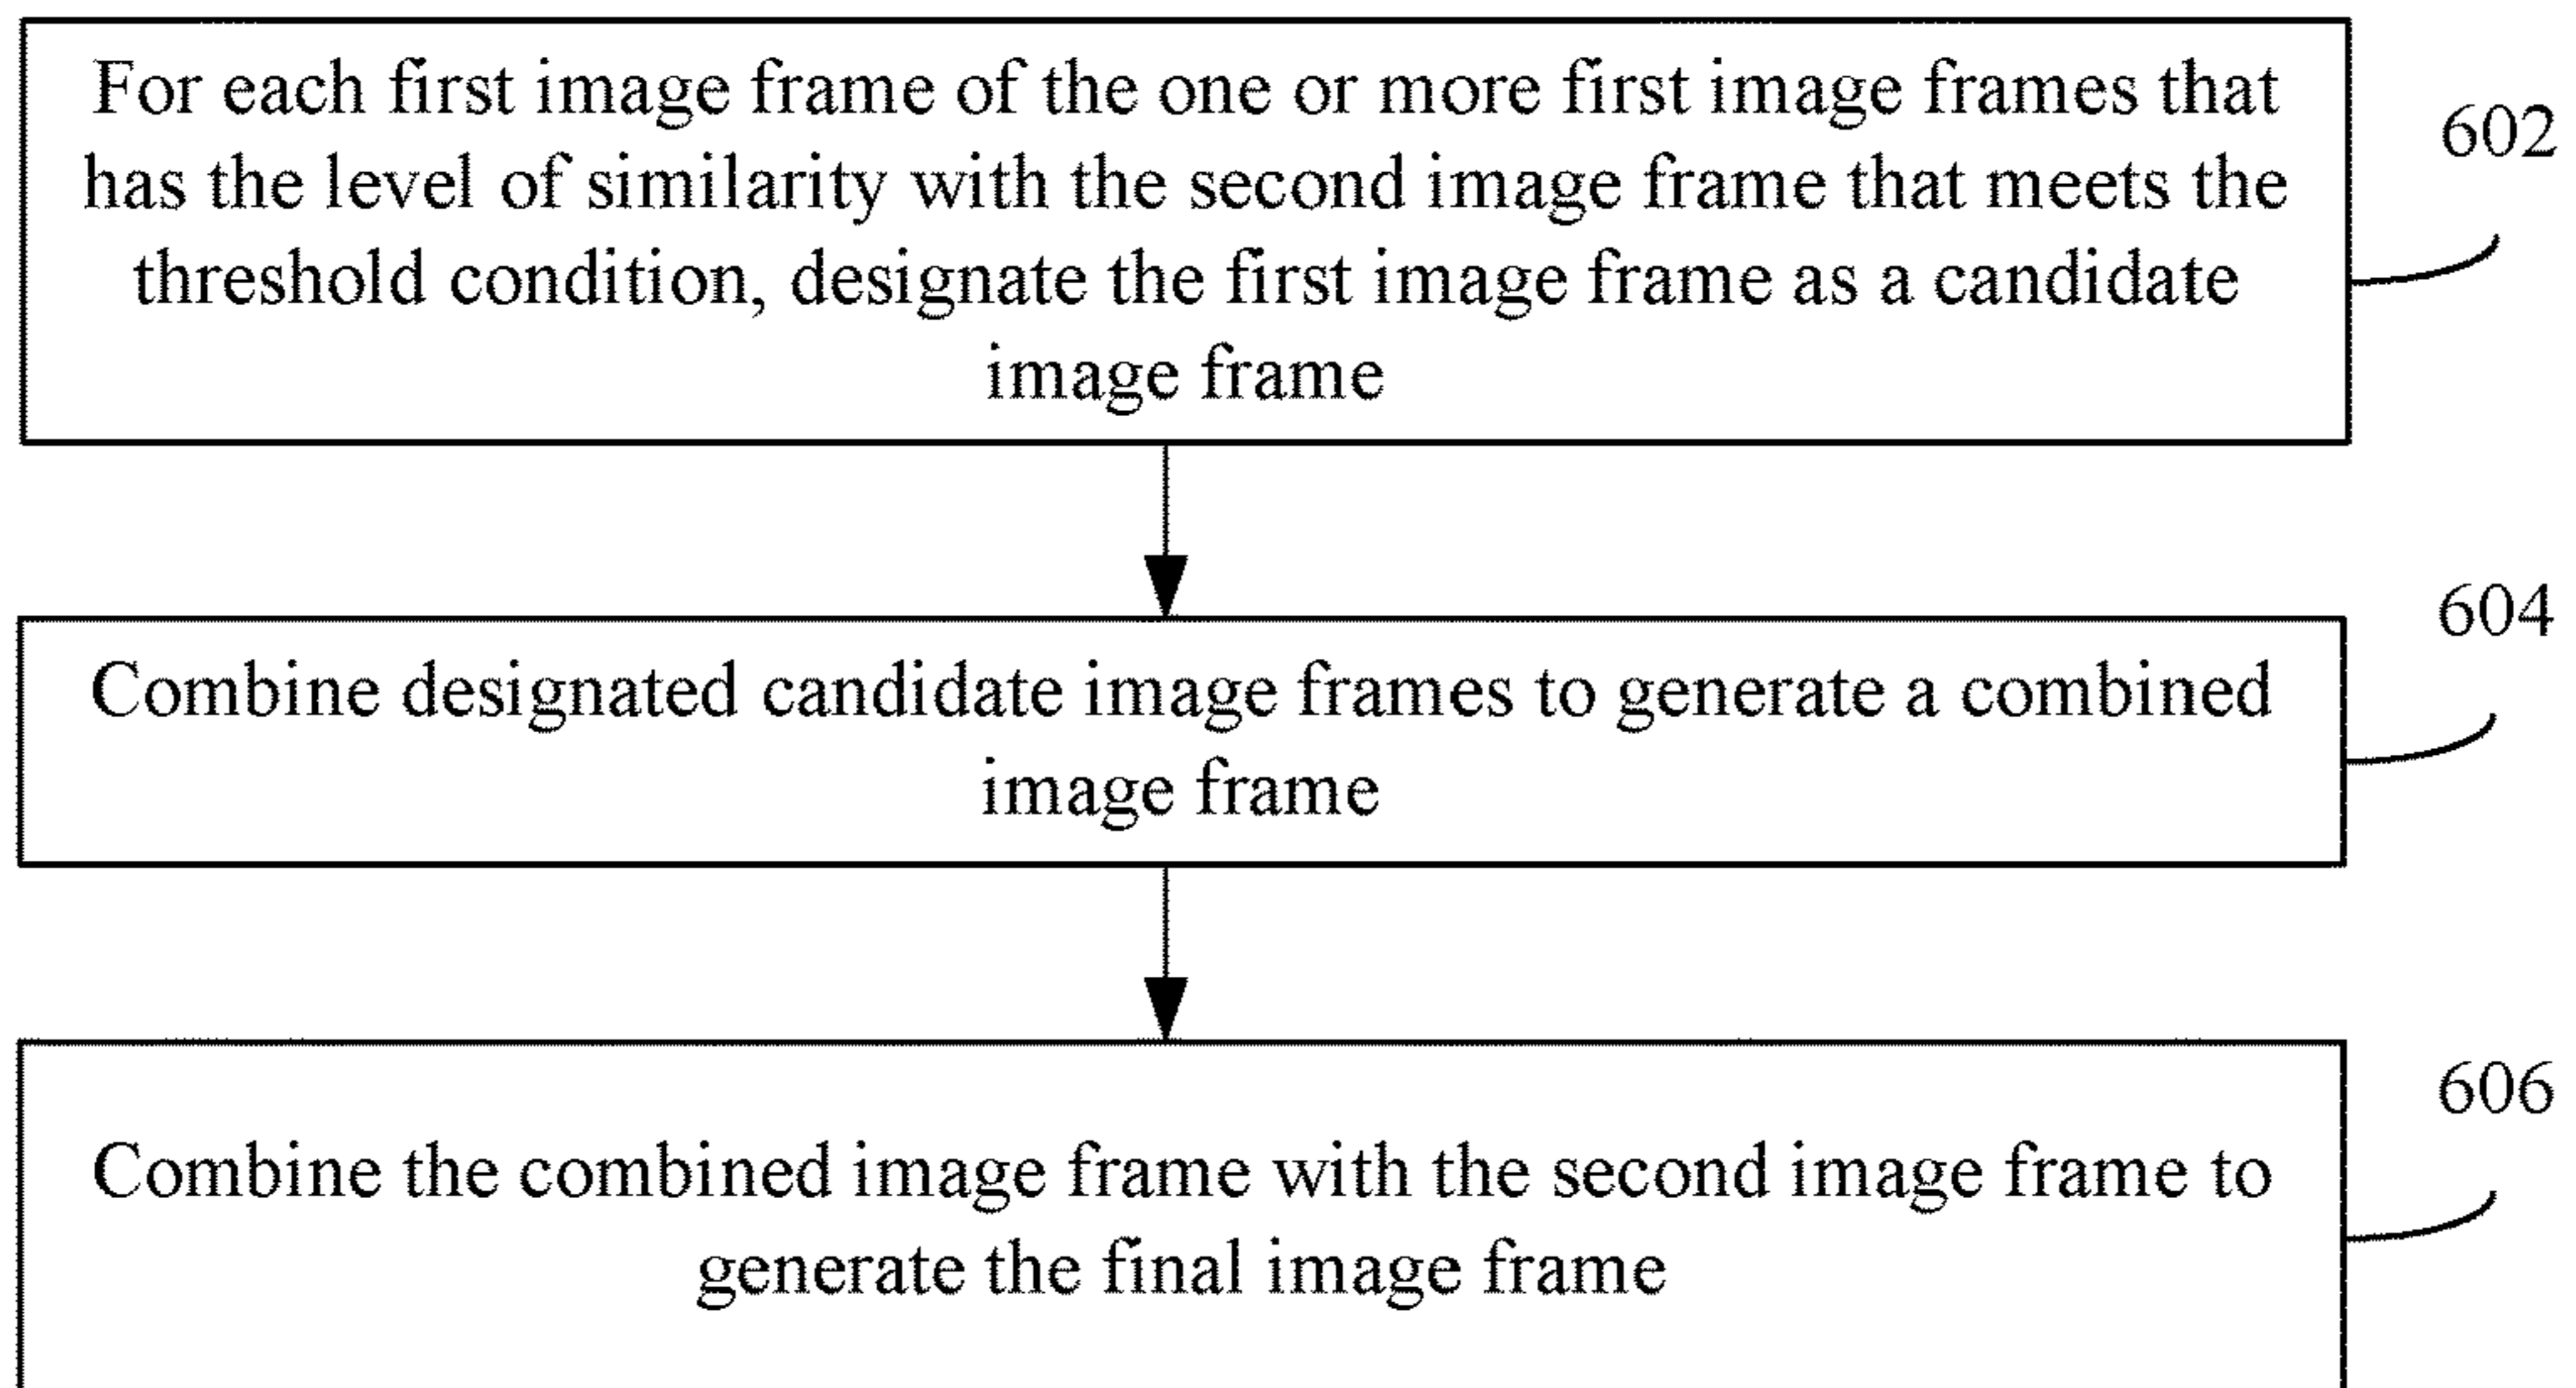 For each first image frame of the one or more first image frames that
has the level of similarity with the second image frame that meets the
threshold condition, designate the first image frame as a candidate
image frame
602
Combine designated candidate image frames to generate a combined
image frame
604
Combine the combined image frame with the second image frame to
generate the final image frame
606